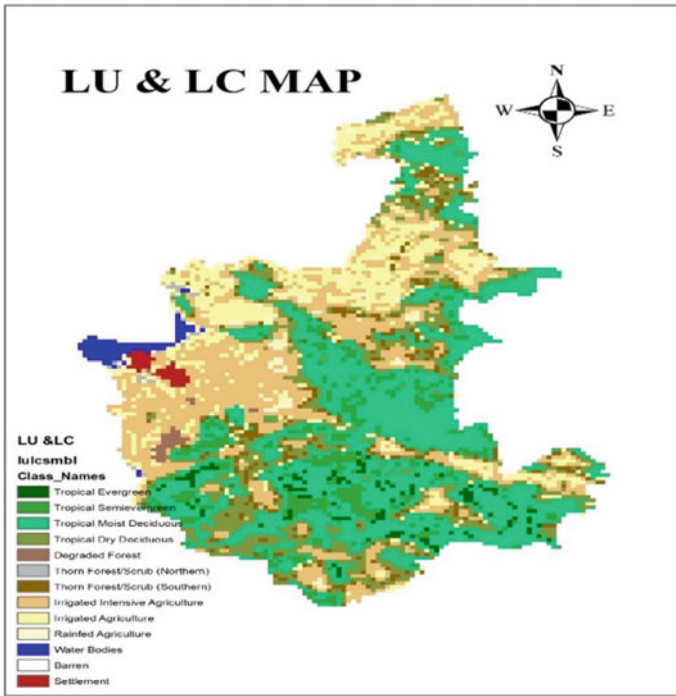 LU & LC MAP
N
W E
S
LU &LC
lulcsmbl
Class_Names
Tropical Evergreen
Tropical Semievergreen
Tropical Moist Deciduous
Tropical Dry Deciduous
Degraded Forest
Thorn Forest/Scrub (Northern)
Thorn Forest/Scrub (Southern)
Irrigated Intensive Agriculture
Irrigated Agriculture
Rainfed Agriculture
Water Bodies
Barren
Settlement